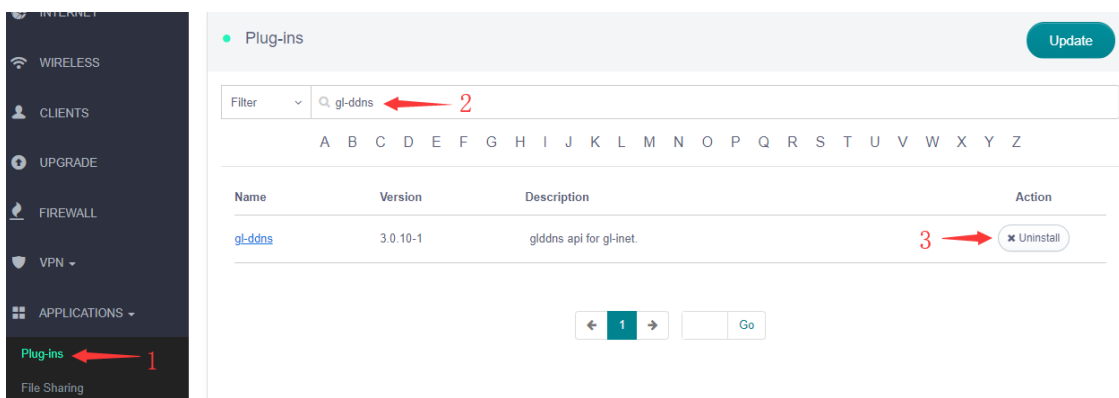 INTERNET
WIRELESS
CLIENTS
UPGRADE
FIREWALL
VPN
APPLICATIONS
Plug-ins
1
File Sharing
Plug-ins
Update
Filter
gl-ddns
2
A B C D E F G H I J K L M N O P Q R S T U V W X Y Z
Name Version Description Action
gl-ddns 3.0.10-1 glddns api for gl-inet. 3 Uninstall
1 Go